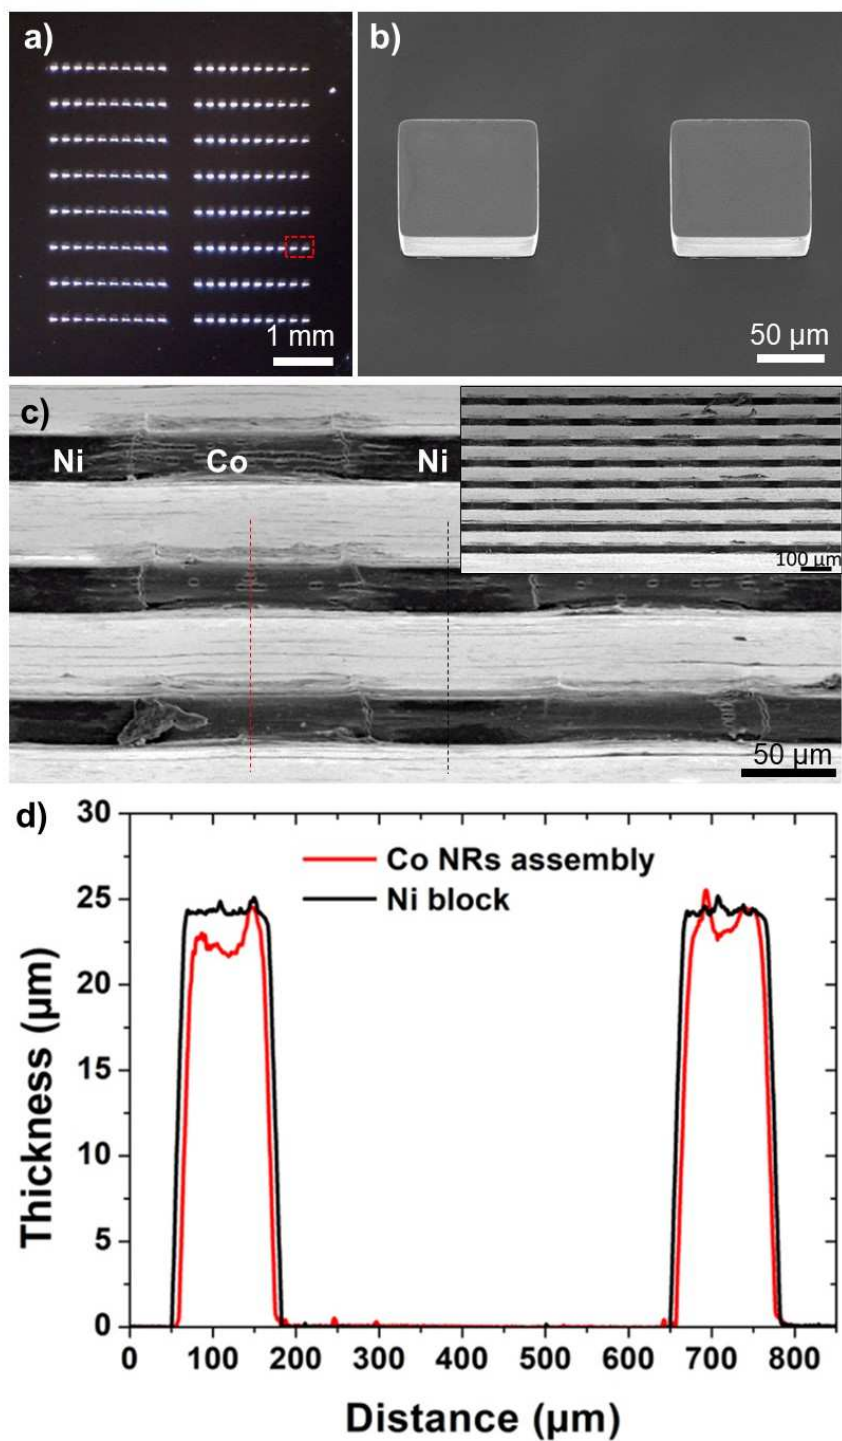 a)
1 mm
b)
50 µm
c)
Ni
Co
Ni
100 µm
50 µm
d)
30
25
20
15
10
5
0
Thickness (µm)
Co NRs assembly
Ni block
0 100 200 300 400 500 600 700 800
Distance (µm)